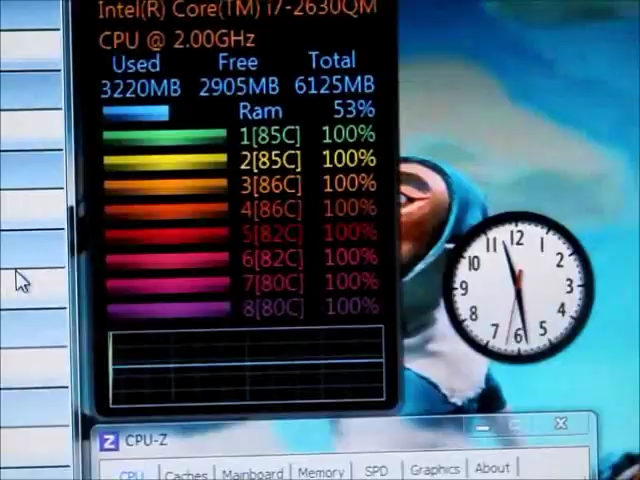 Intel(R) Core(TM) i7-2630QM
CPU @ 2.00GHz
Used Free Total
3220MB 2905MB 6125MB
Ram 53%
1[85C] 100%
2[85C] 100%
3[86C] 100%
4[86C] 100%
5[82C] 100%
6[82C] 100%
7[80C] 100%
8[80C] 100%
12
11 1
10 2
9 3
8 4
7 5
6
CPU-Z
CPU Caches Mainboard Memory SPD Graphics About